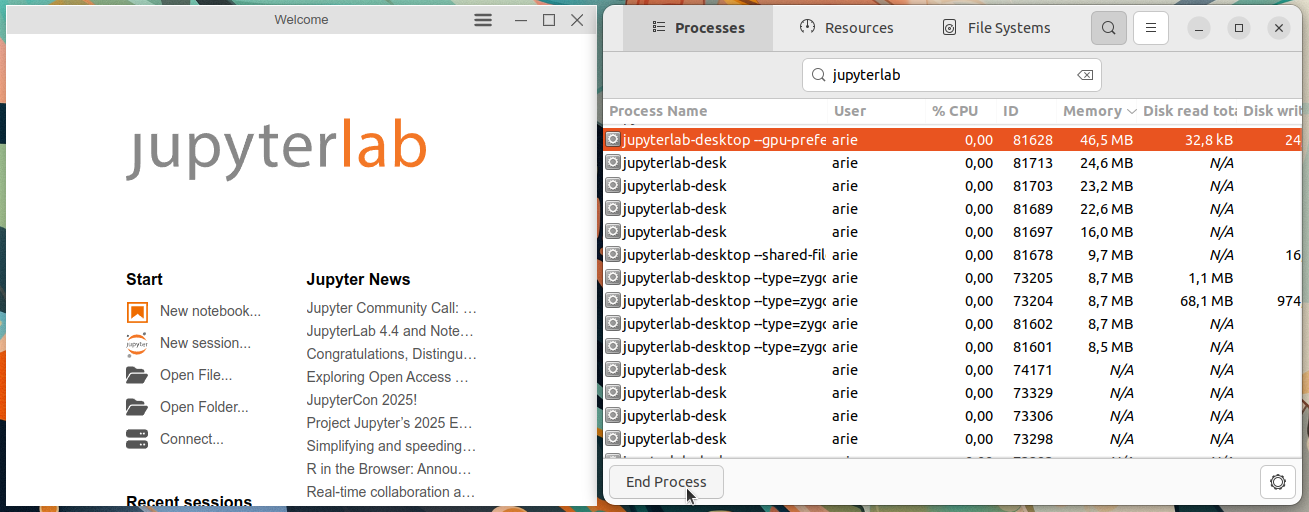 Welcome
jupyterlab
Start
New notebook...
New session...
Open File...
Open Folder...
Connect...
Recent sessions
Jupyter News
Jupyter Community Call: …
JupyterLab 4.4 and Note…
Congratulations, Distingu…
Exploring Open Access …
JupyterCon 2025!
Project Jupyter’s 2025 E…
Simplifying and speeding…
R in the Browser: Annou…
Real-time collaboration a…
Processes Resources File Systems
jupyterlab
Process Name User % CPU ID Memory Disk read tota Disk writ
jupyterlab-desktop --gpu-prefe arie 0,00 81628 46,5 MB 32,8 kB 24
jupyterlab-desk arie 0,00 81713 24,6 MB N/A
jupyterlab-desk arie 0,00 81703 23,2 MB N/A
jupyterlab-desk arie 0,00 81689 22,6 MB N/A
jupyterlab-desk arie 0,00 81697 16,0 MB N/A
jupyterlab-desktop --shared-fil arie 0,00 81678 9,7 MB N/A 16
jupyterlab-desktop --type=zygo arie 0,00 73205 8,7 MB 1,1 MB
jupyterlab-desktop --type=zygo arie 0,00 73204 8,7 MB 68,1 MB 974
jupyterlab-desktop --type=zygo arie 0,00 81602 8,7 MB N/A
jupyterlab-desktop --type=zygo arie 0,00 81601 8,5 MB N/A
jupyterlab-desk arie 0,00 74171 N/A N/A
jupyterlab-desk arie 0,00 73329 N/A N/A
jupyterlab-desk arie 0,00 73306 N/A N/A
jupyterlab-desk arie 0,00 73298 N/A N/A
End Process